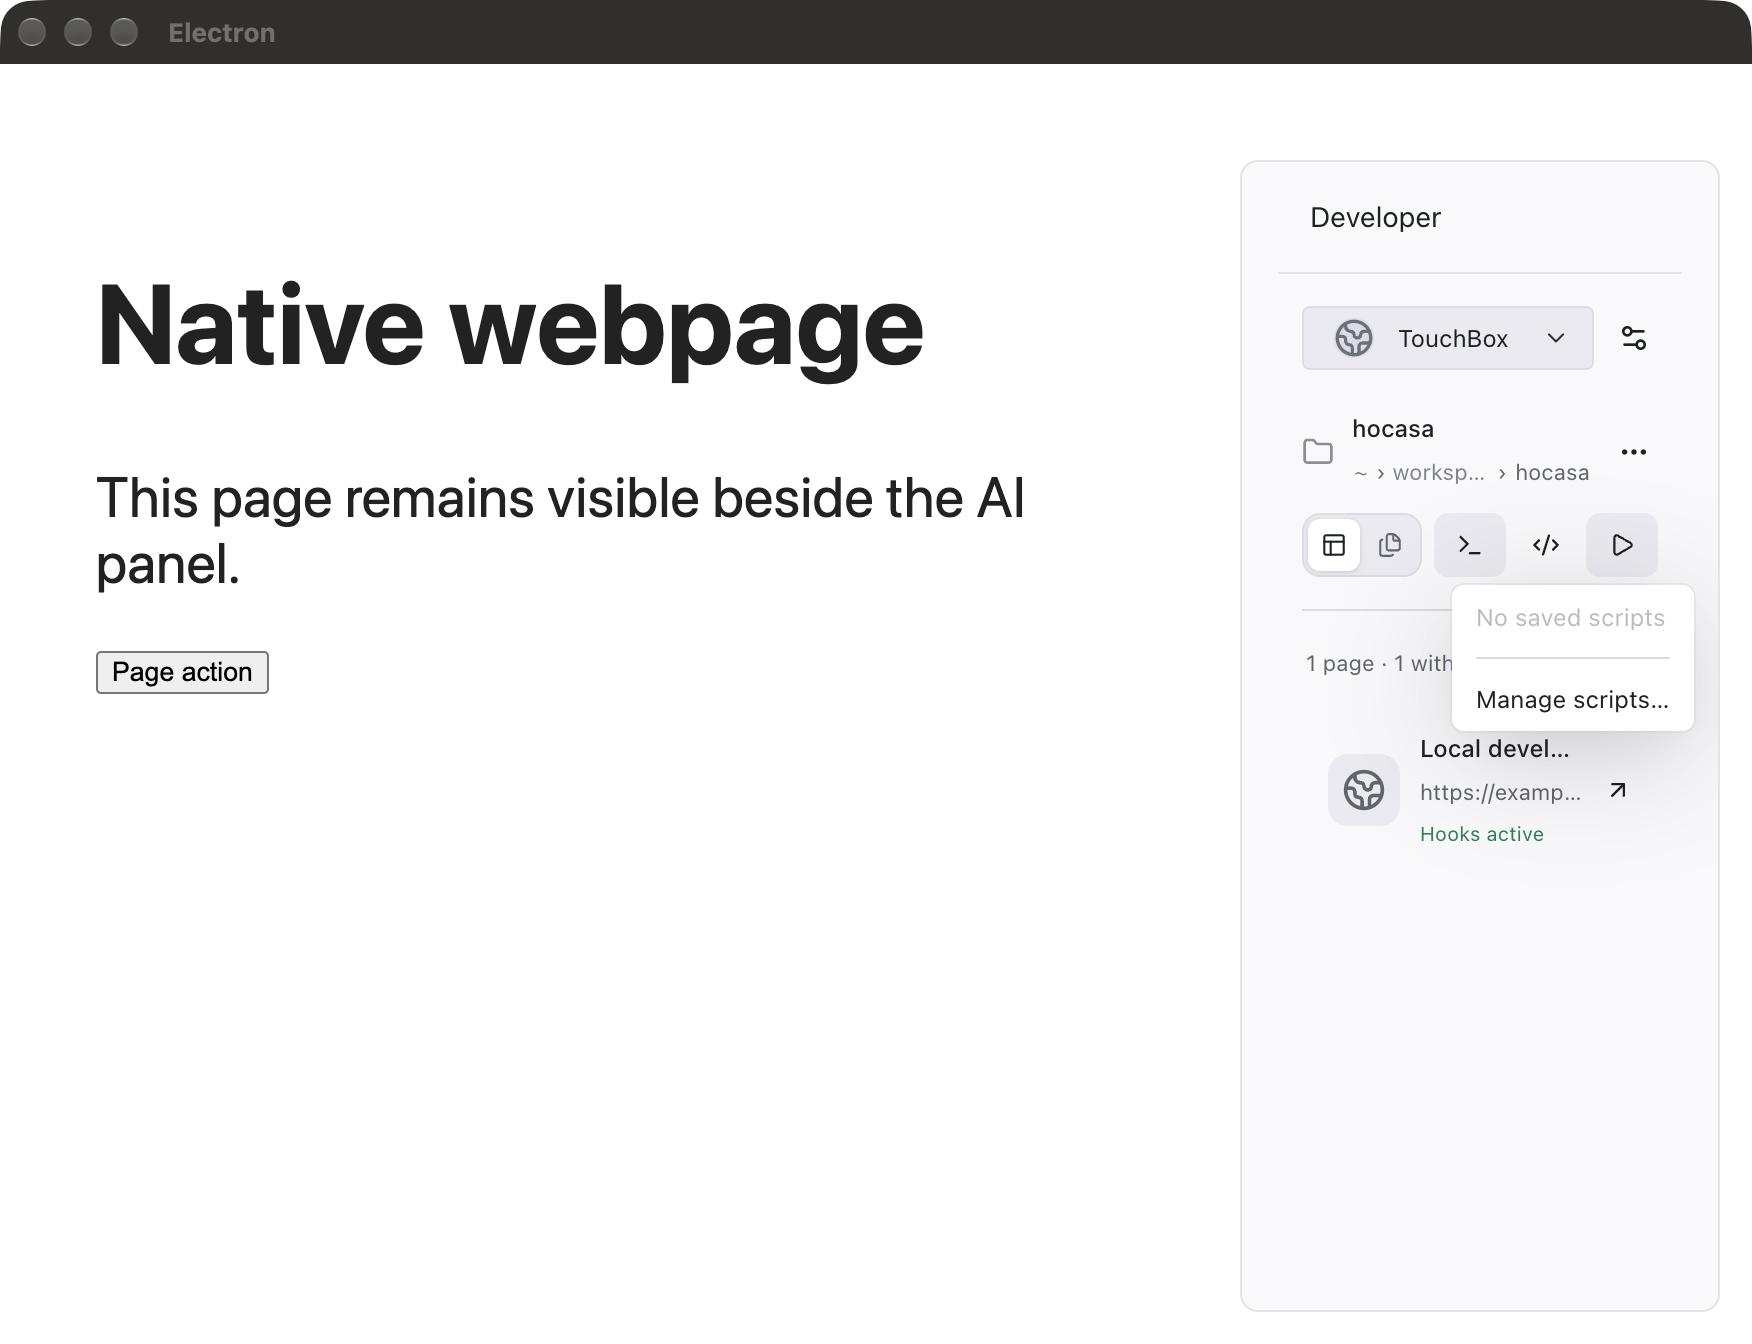 Electron
Native webpage
This page remains visible beside the AI
panel.
Page action
Developer
TouchBox
hocasa
~ › worksp... › hocasa
No saved scripts
1 page · 1 with
Manage scripts...
Local devel...
https://examp...
Hooks active